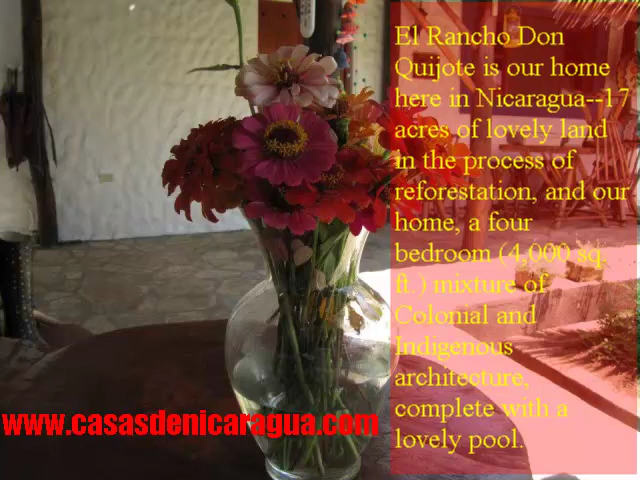 El Rancho Don
Quijote is our home
here in Nicaragua--17
acres of lovely land
in the process of
reforestation, and our
home, a four
bedroom (4,000 sq.
ft.) mixture of
Colonial and
Indigenous
architecture,
complete with a
lovely pool.
www.casasdenicaragua.com